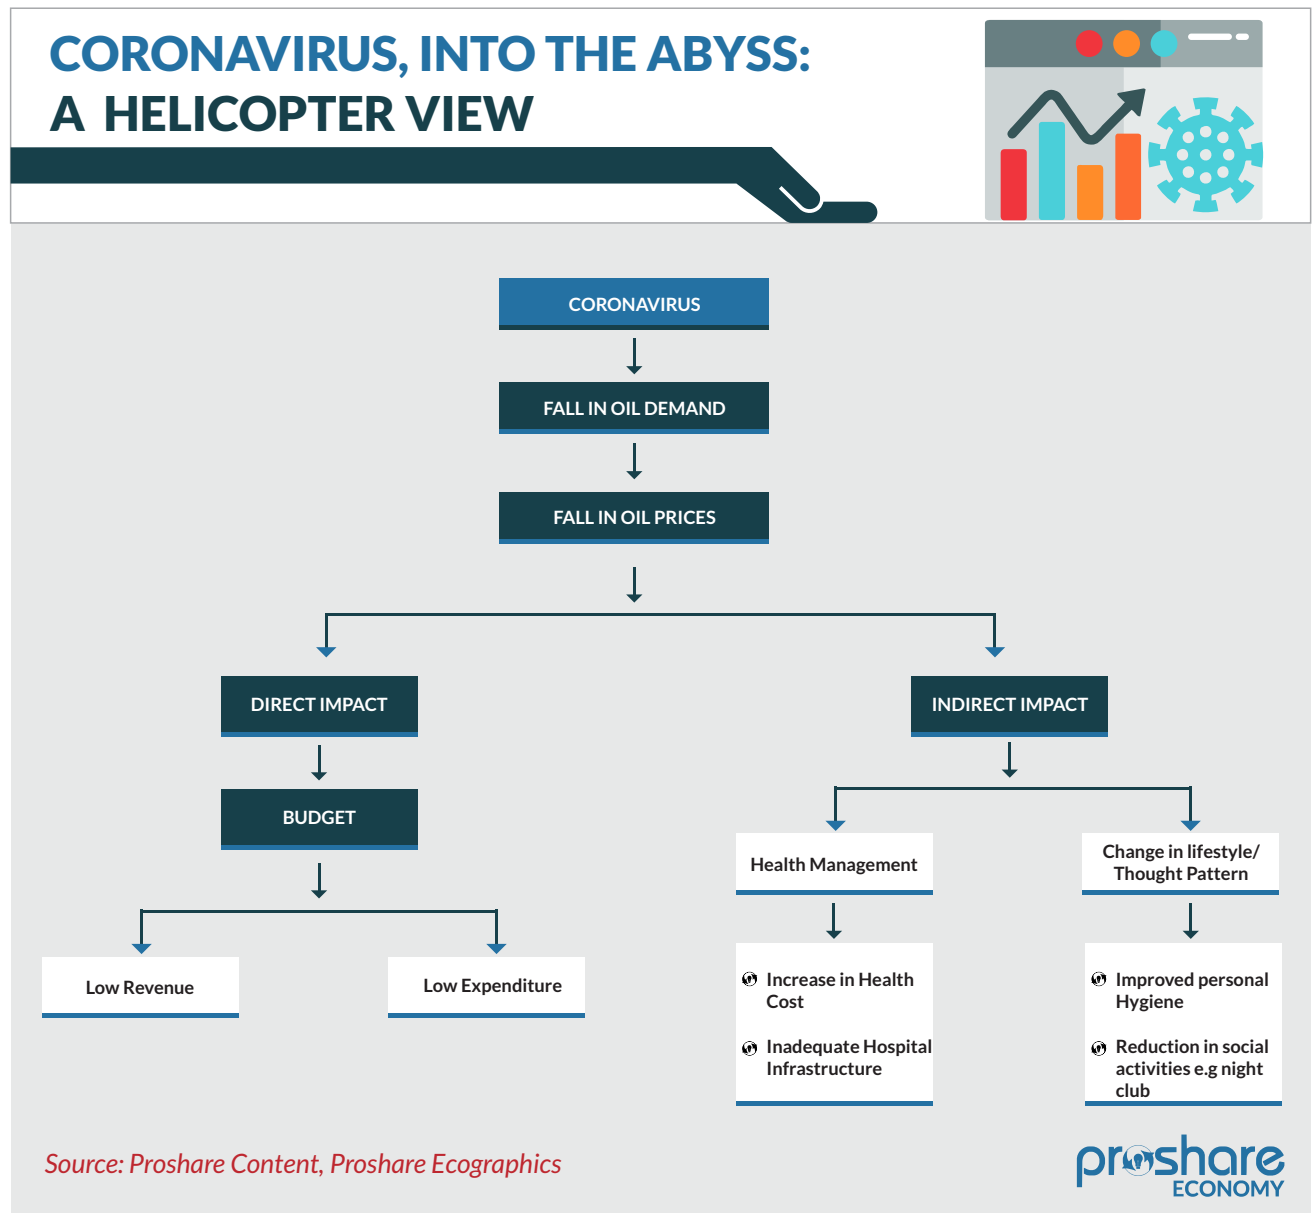 CORONAVIRUS, INTO THE ABYSS:
A HELICOPTER VIEW
CORONAVIRUS
FALL IN OIL DEMAND
FALL IN OIL PRICES
DIRECT IMPACT
INDIRECT IMPACT
BUDGET
Low Revenue
Low Expenditure
Health Management
Change in lifestyle/
Thought Pattern
Increase in Health
Cost
Inadequate Hospital
Infrastructure
Improved personal
Hygiene
Reduction in social
activities e.g night
club
Source: Proshare Content, Proshare Ecographics
proshare
ECONOMY